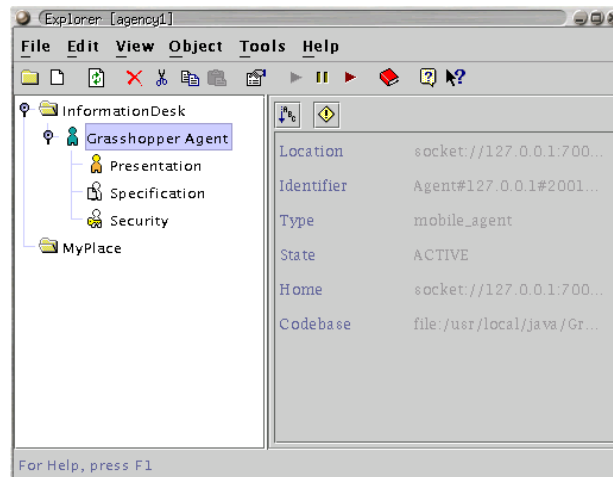 Explorer [agency1]
File Edit View Object Tools Help
InformationDesk
Grasshopper Agent
Presentation
Specification
Security
MyPlace
Location socket://127.0.0.1:700...
Identifier Agent#127.0.0.1#2001...
Type mobile_agent
State ACTIVE
Home socket://127.0.0.1:700...
Codebase file:/usr/local/java/Gr...
For Help, press F1